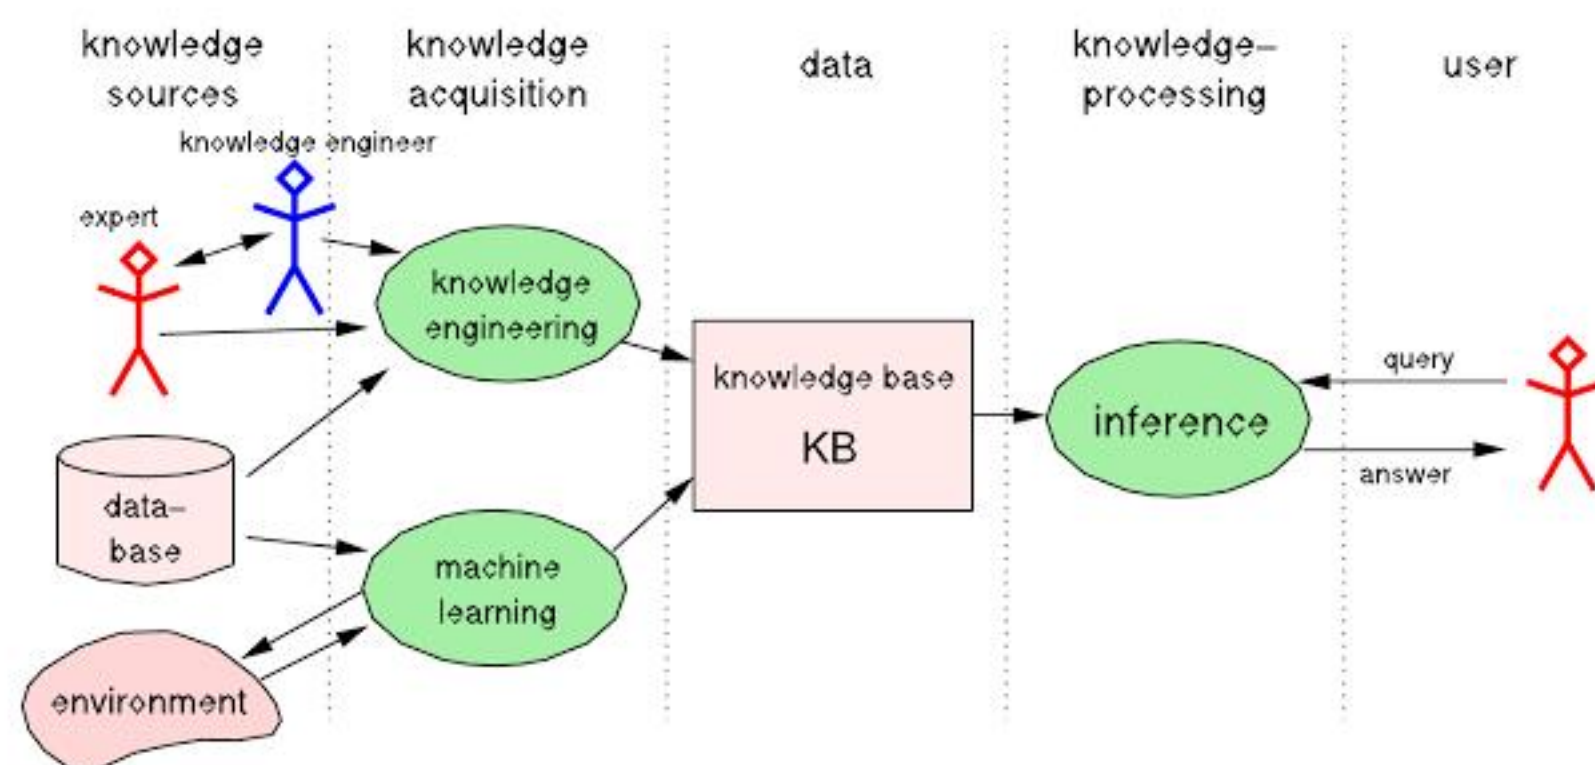 knowledge
sources
knowledge
acquisition
data
knowledge–
processing
user
knowledge engineer
expert
knowledge
engineering
data–
base
machine
learning
environment
knowledge base
KB
inference
query
answer